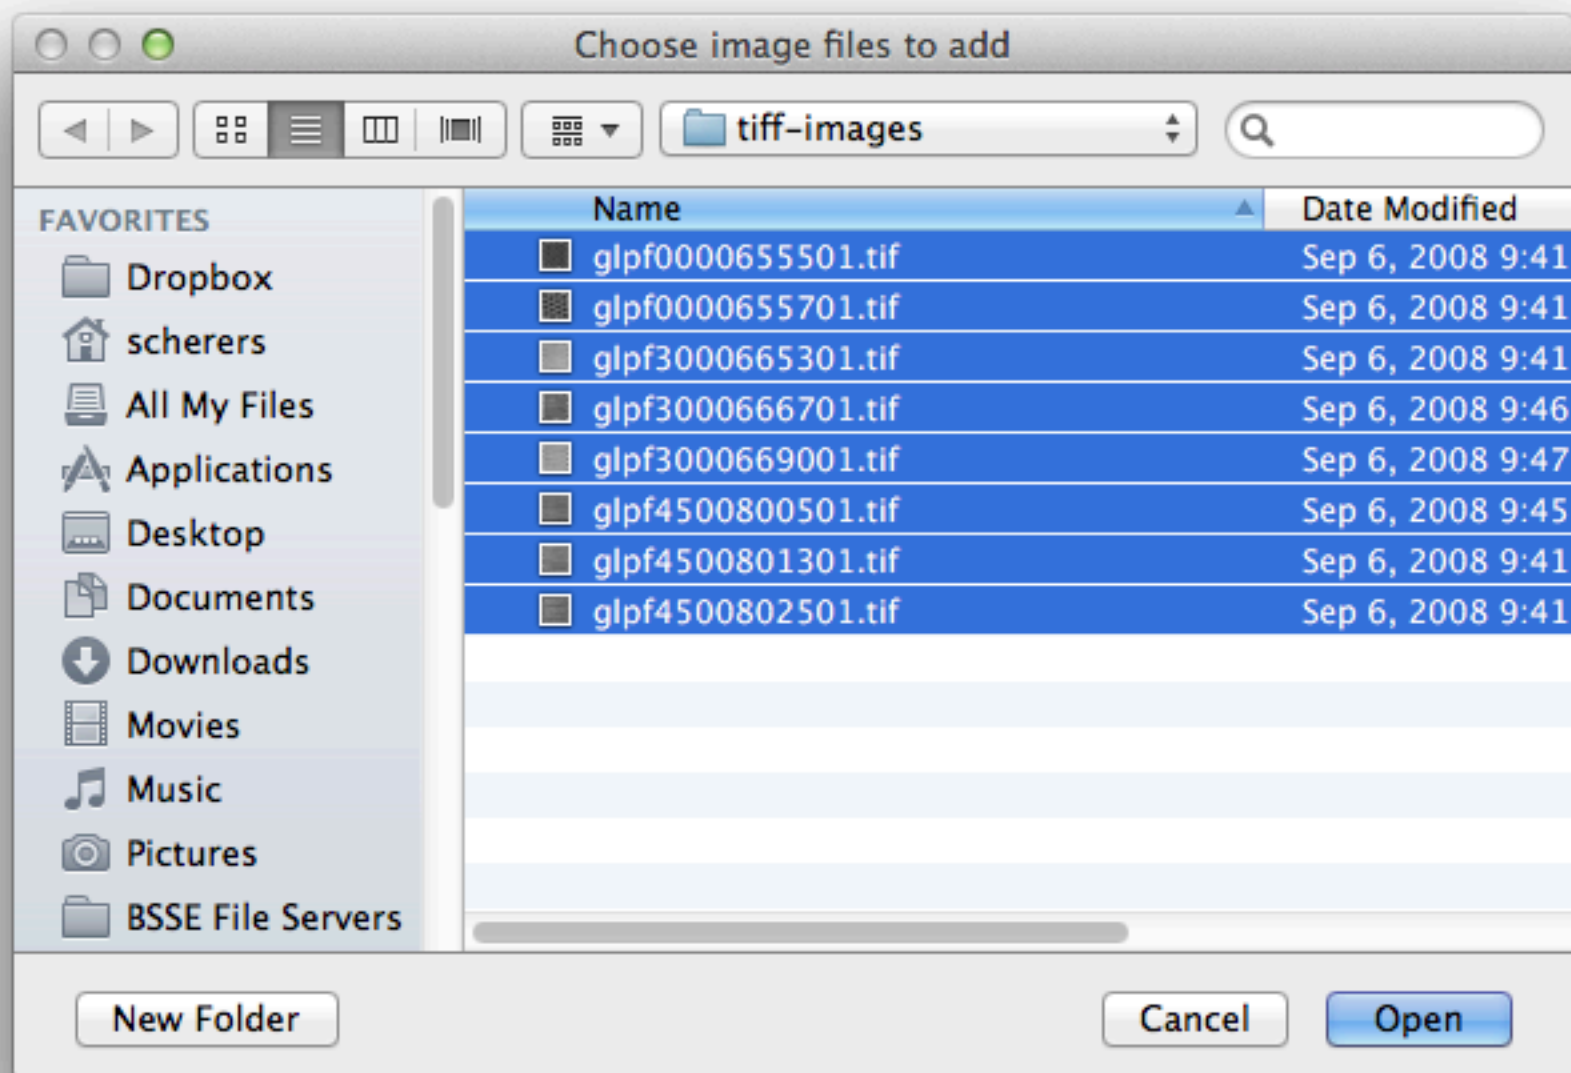 Choose image files to add
tiff-images
FAVORITES
Dropbox
scherers
All My Files
Applications
Desktop
Documents
Downloads
Movies
Music
Pictures
BSSE File Servers
Name Date Modified
glpf0000655501.tif Sep 6, 2008 9:41
glpf0000655701.tif Sep 6, 2008 9:41
glpf3000665301.tif Sep 6, 2008 9:41
glpf3000666701.tif Sep 6, 2008 9:46
glpf3000669001.tif Sep 6, 2008 9:47
glpf4500800501.tif Sep 6, 2008 9:45
glpf4500801301.tif Sep 6, 2008 9:41
glpf4500802501.tif Sep 6, 2008 9:41
New Folder Cancel Open